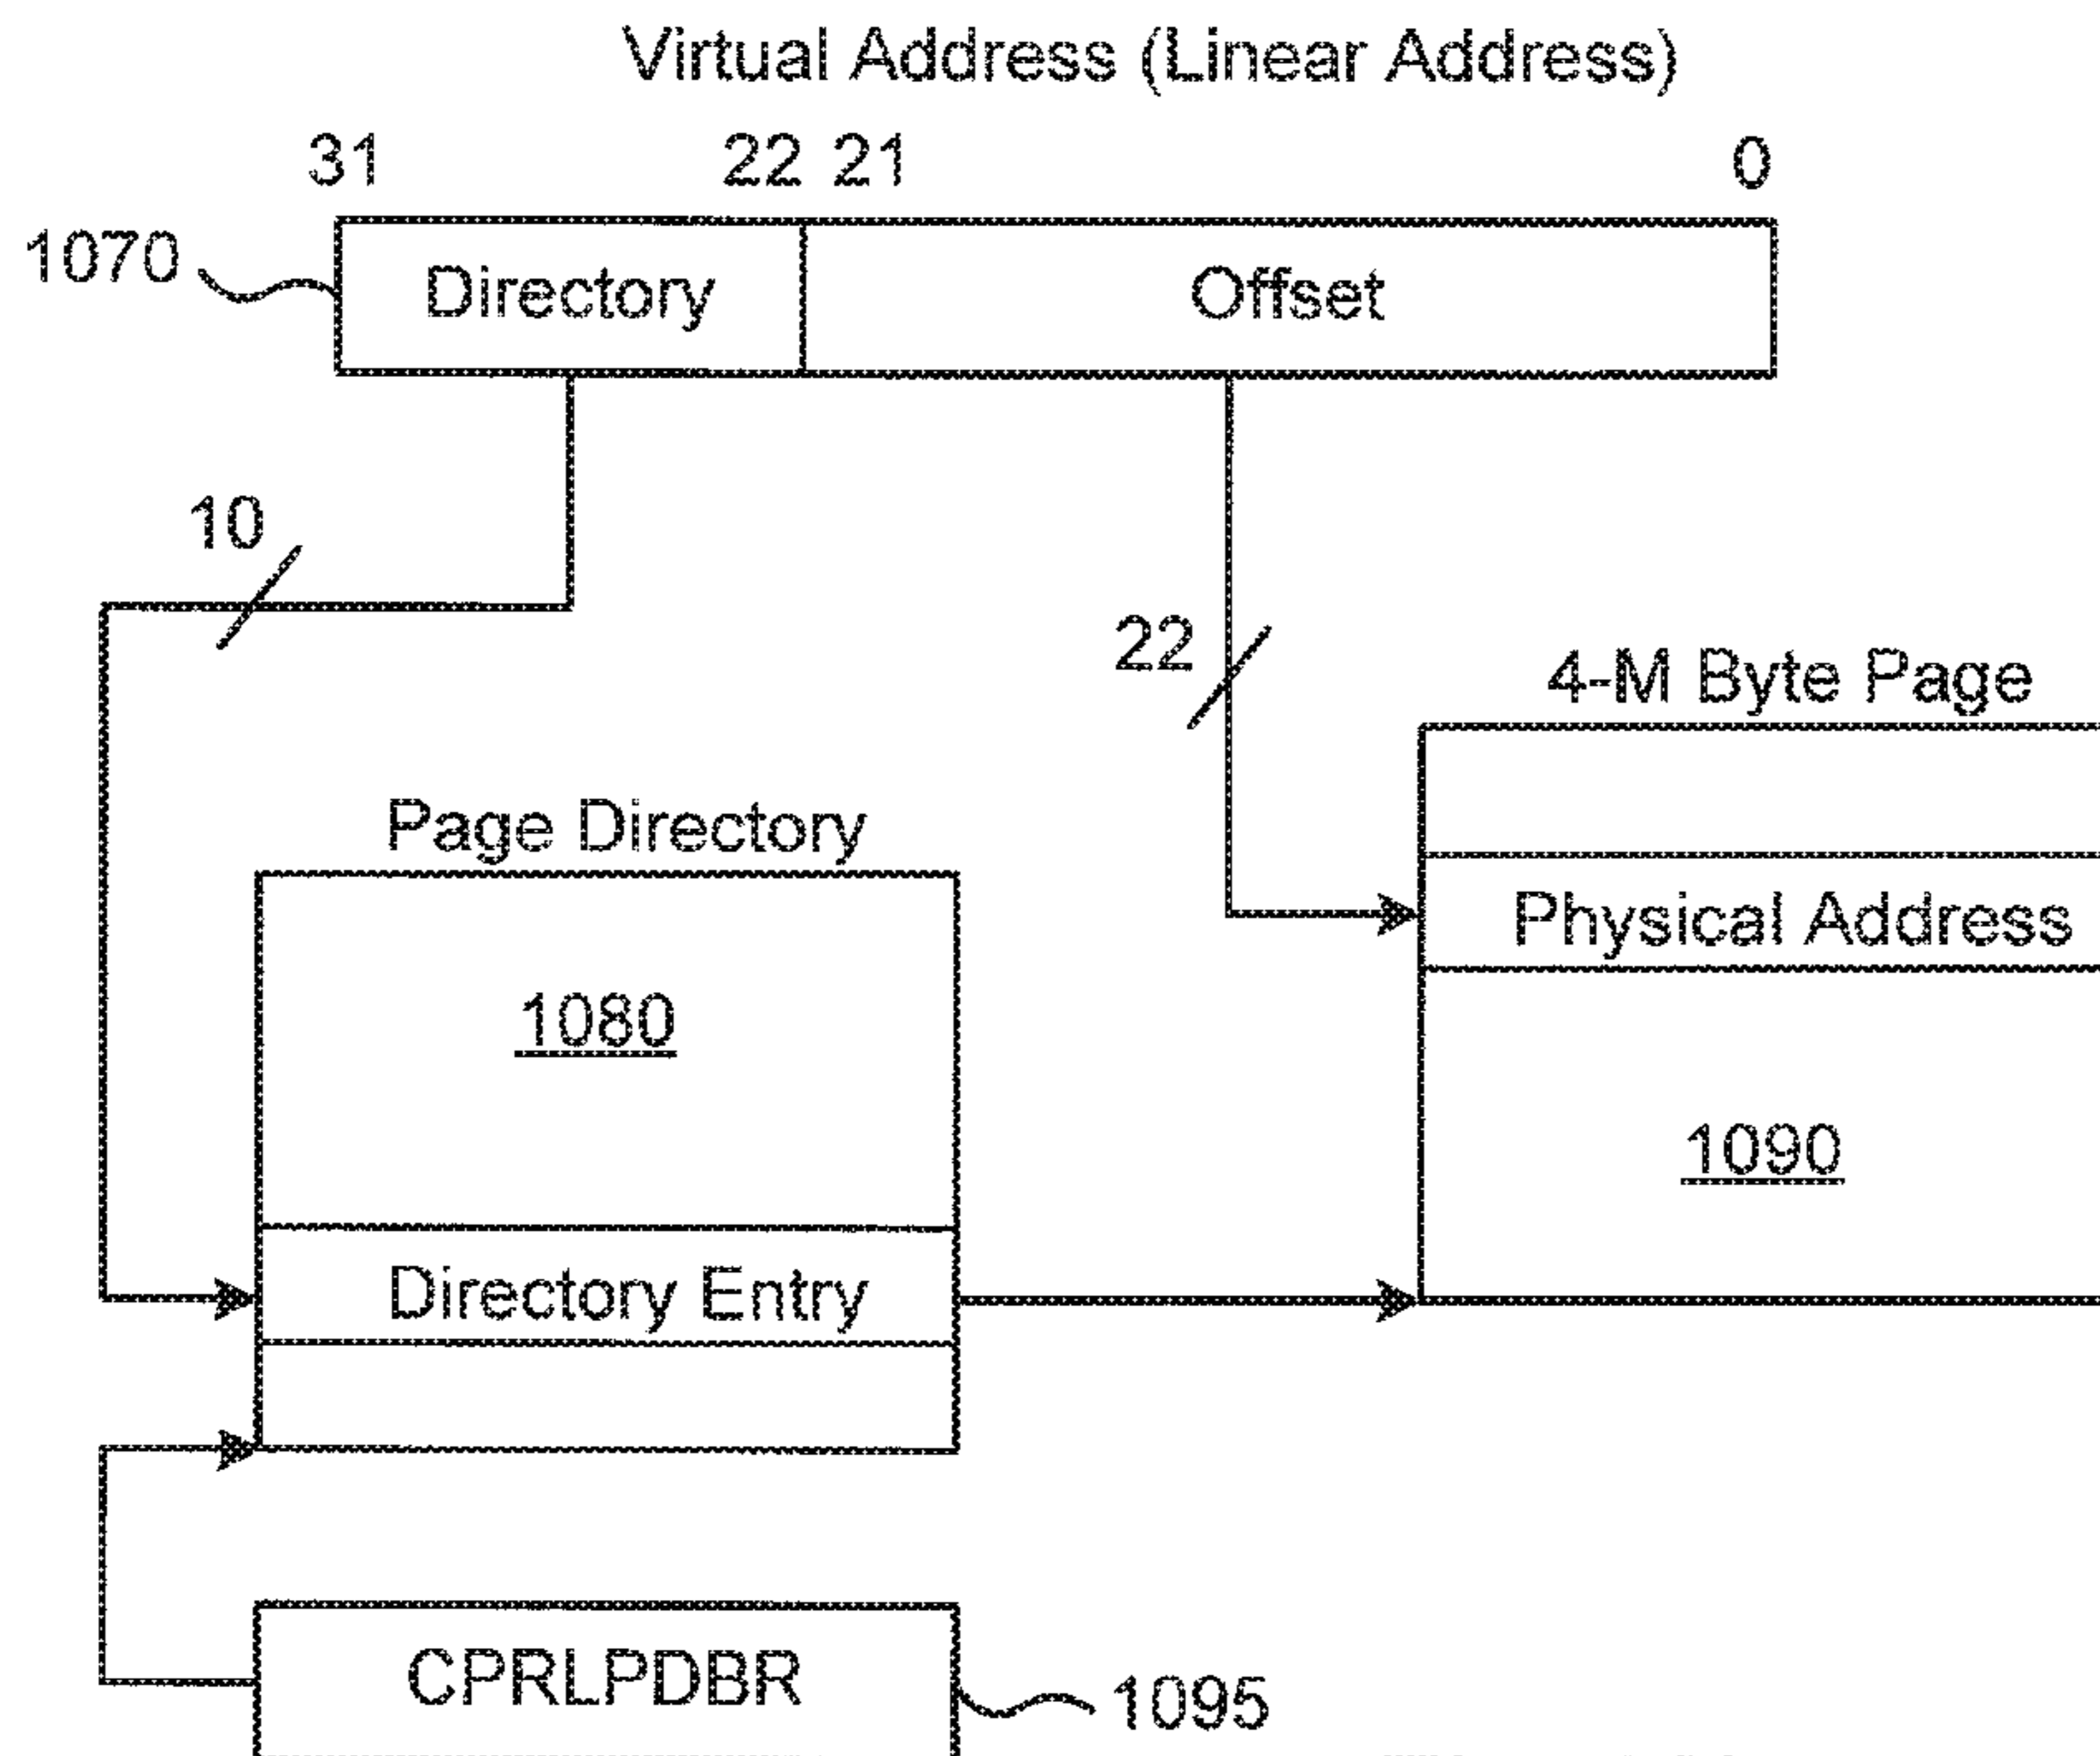 Virtual Address (Linear Address)
31 22 21 0
1070 Directory Offset
10
22
4-M Byte Page
Page Directory
Physical Address
1080
1090
Directory Entry
CPRLPDBR
1095